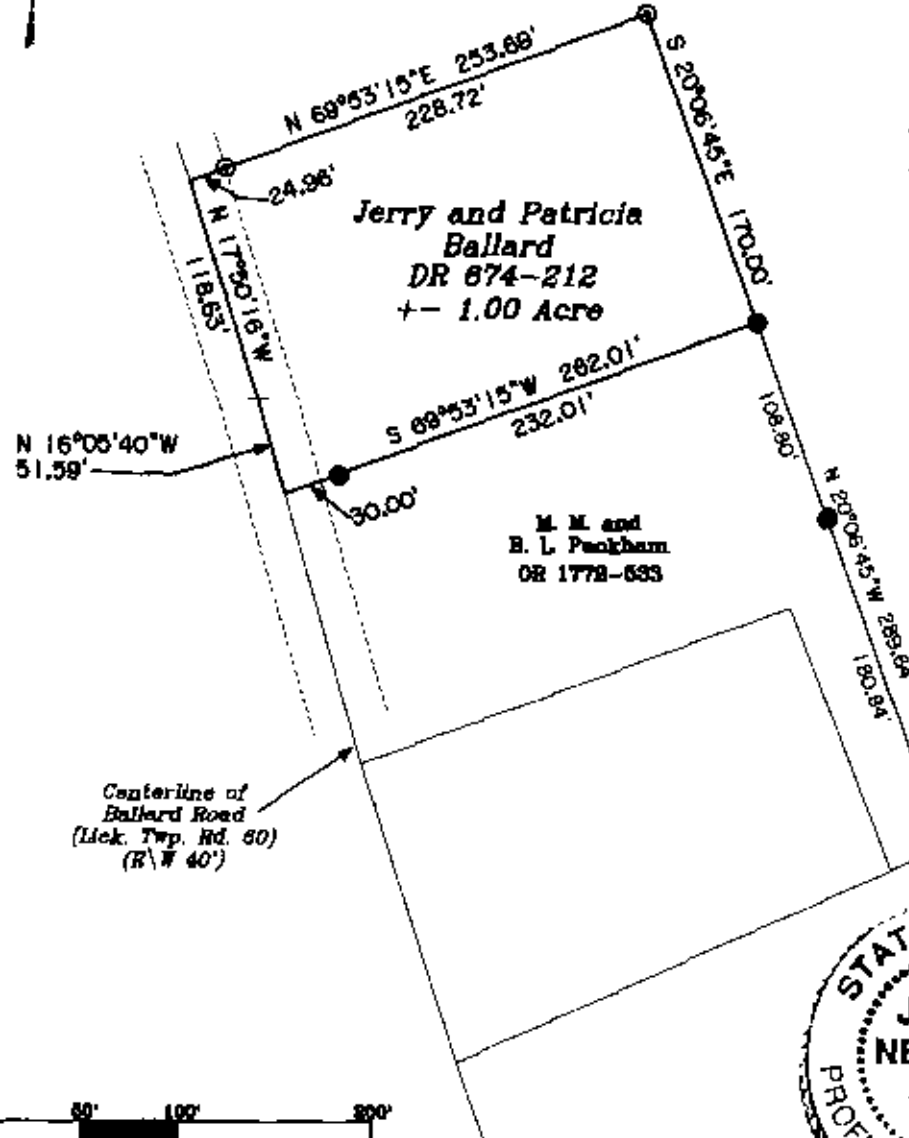 N 69°53'15"E 253.69'
228.72'
S 20°06'45"E 170.00'
24.96'
N 17°50'16"W
118.63'
Jerry and Patricia
Ballard
DR 674-212
+- 1.00 Acre
S 69°53'15"W 262.01'
232.01'
N 16°05'40"W
51.59'
30.00'
108.80'
N 20°06'45"W 289.64
180.84'
M. M. and
B. L. Packham
OR 1779-533
Centerline of
Ballard Road
(Lick. Twp. Rd. 60)
(R\W 40')
STAT
NE
PROF
50'
100'
200'